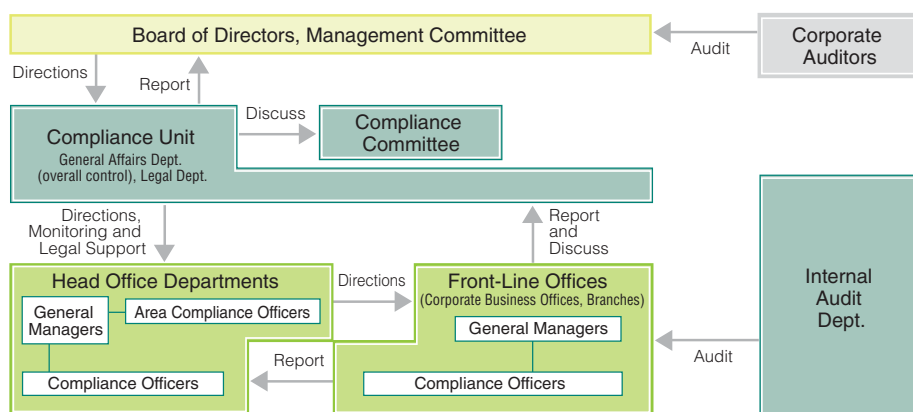 Board of Directors, Management Committee
Audit
Corporate
Auditors
Directions
Report
Compliance Unit
General Affairs Dept.
(overall control), Legal Dept.
Discuss
Compliance
Committee
Directions,
Monitoring and
Legal Support
Report
and
Discuss
Head Office Departments
General
Managers
Area Compliance Officers
Compliance Officers
Directions
Report
Front-Line Offices
(Corporate Business Offices, Branches)
General Managers
Compliance Officers
Audit
Internal
Audit
Dept.